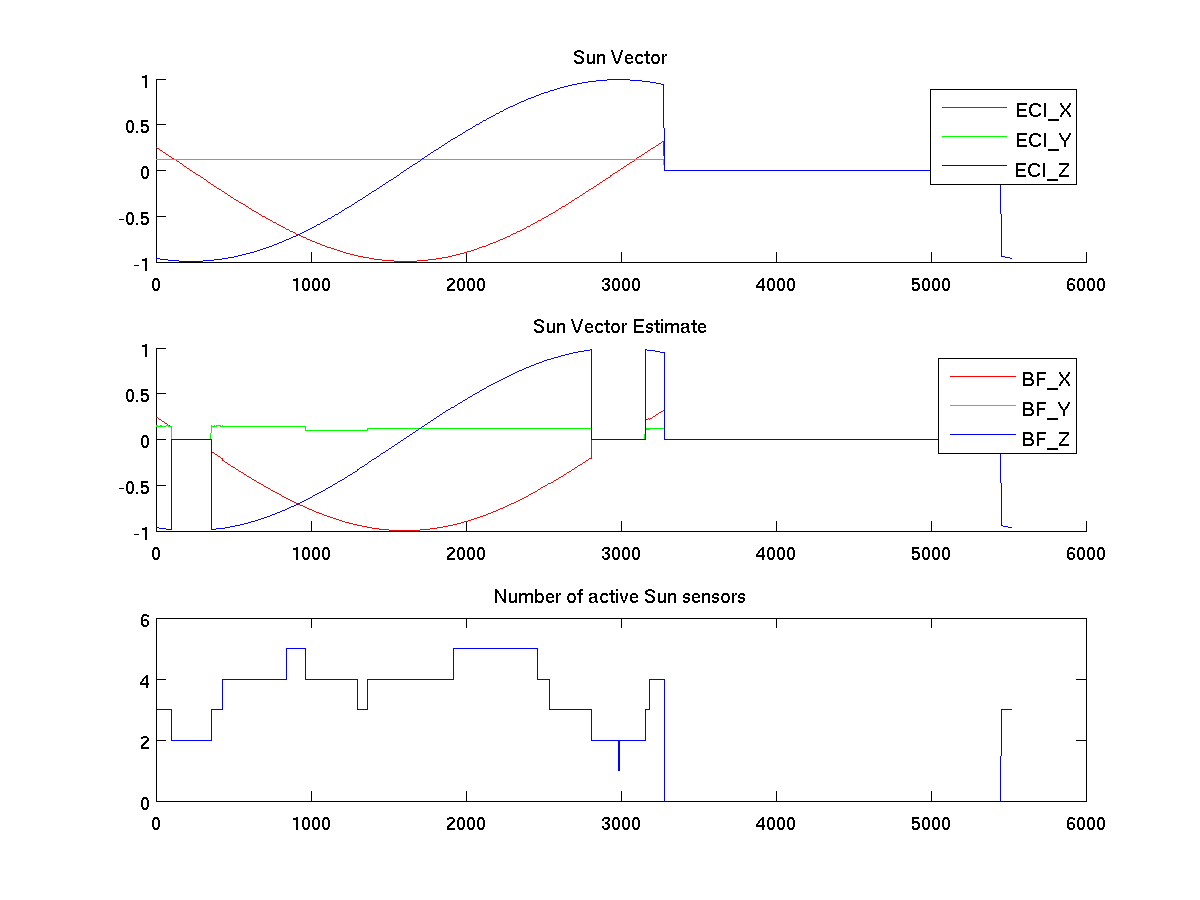 Sun Vector
1
0.5
0
-0.5
-1
0 1000 2000 3000 4000 5000 6000
ECI_X
ECI_Y
ECI_Z
Sun Vector Estimate
1
0.5
0
-0.5
-1
0 1000 2000 3000 4000 5000 6000
BF_X
BF_Y
BF_Z
Number of active Sun sensors
6
4
2
0
0 1000 2000 3000 4000 5000 6000